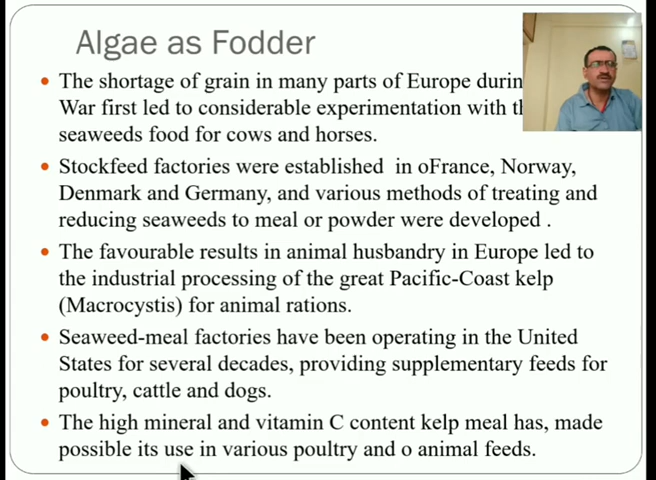 Algae as Fodder
The shortage of grain in many parts of Europe
War first led to considerable experimentation with
seaweeds food for cows and horses.
Stockfeed factories were established in oFrance, Norway,
Denmark and Germany, and various methods of treating and
reducing seaweeds to meal or powder were developed .
The favourable results in animal husbandry in Europe led to
the industrial processing of the great Pacific-Coast kelp
(Macrocystis) for animal rations.
Seaweed-meal factories have been operating in the United
States for several decades, providing supplementary feeds for
poultry, cattle and dogs.
The high mineral and vitamin C content kelp meal has, made
possible its use in various poultry and o animal feeds.